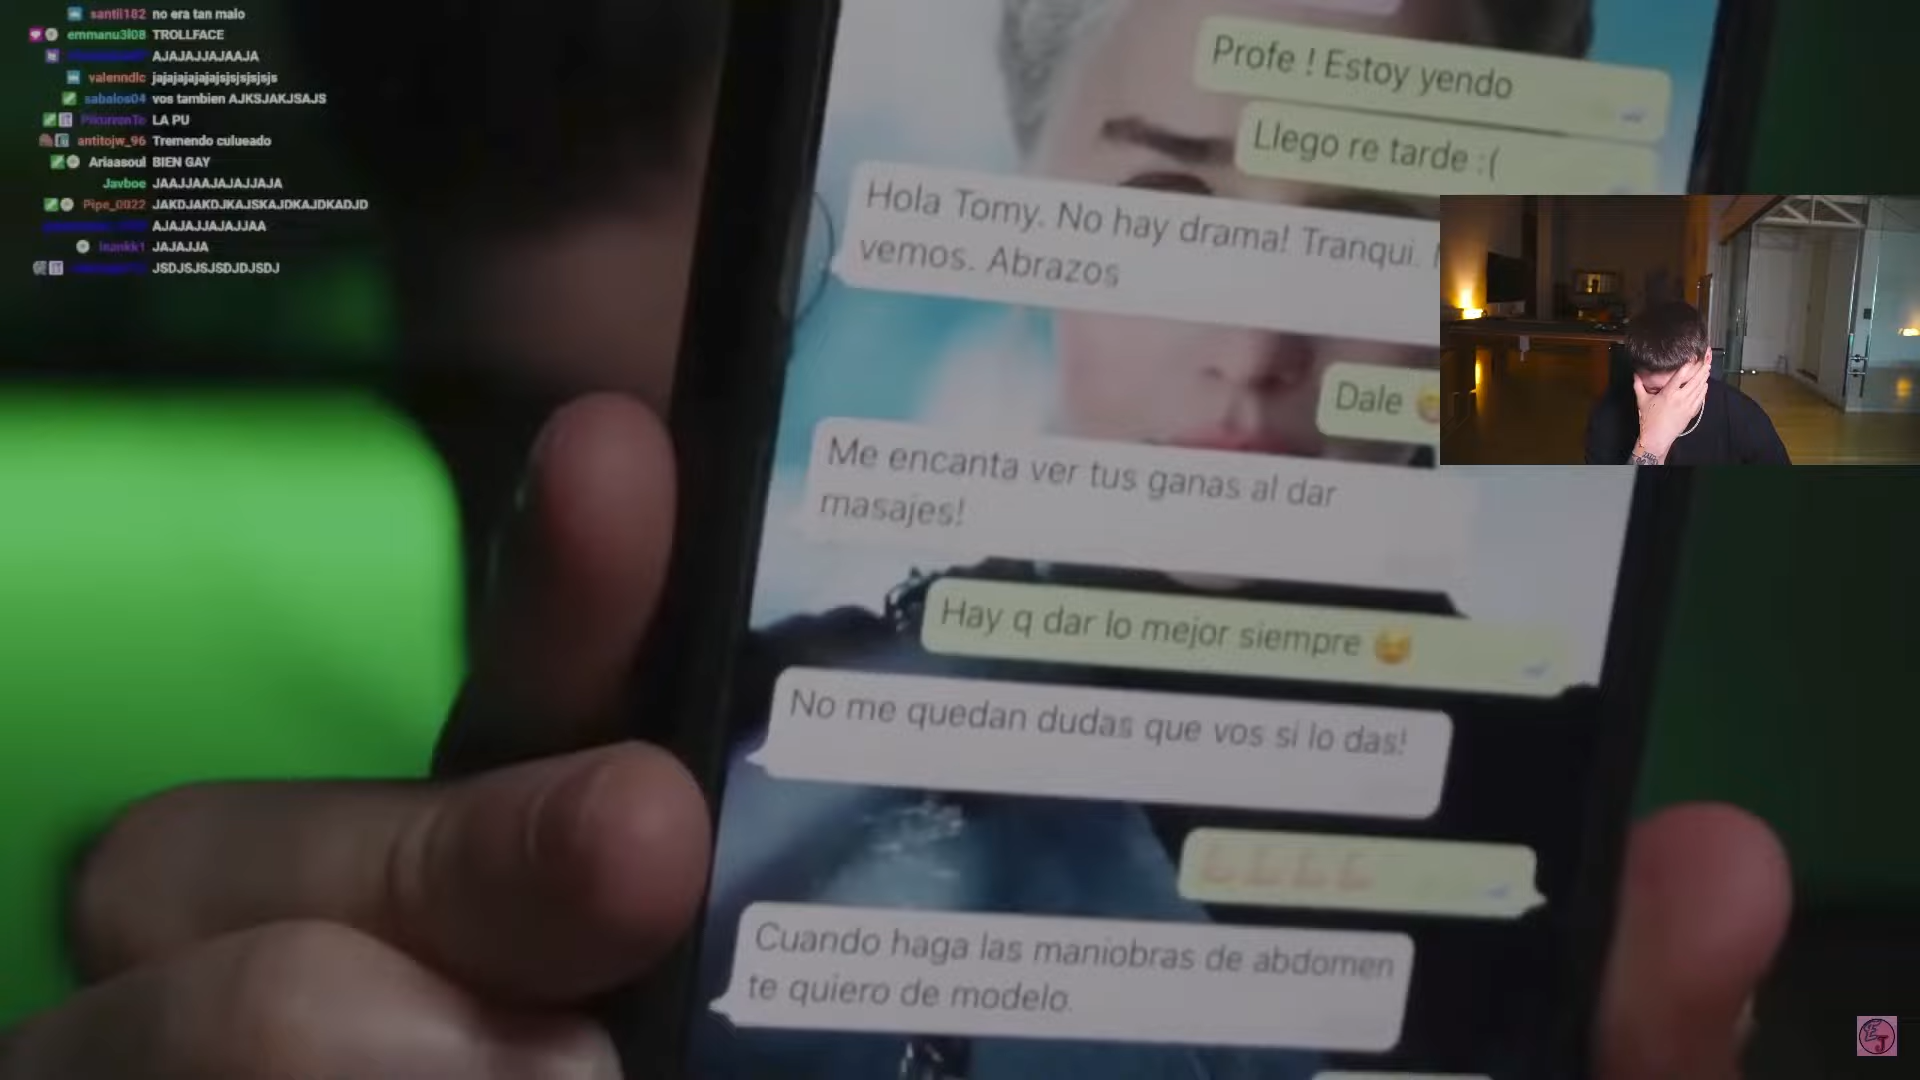 santi182 no era tan malo
emmanu3l08 TROLLFACE
AJAJAJJAJAAJA
valenndlc jajajajajajsjsjsjsjs
sabalos04 vos tambien AJKSJAKJSAJS
LA PU
antitojw_96 Tremendo culueado
Ariaasoul BIEN GAY
Javboe JAAJJAAJAJAJJAJA
Pipe_0022 JAKDJAKDJKAJSKAJDKAJDKADJD
AJAJAJJAJAJJAA
JAJAJJA
JSDJSJSJSDJDJSDJ
Profe ! Estoy yendo
Llego re tarde :(
Hola Tomy. No hay drama! Tranqui.
vemos. Abrazos
Dale
Me encanta ver tus ganas al dar
masajes!
Hay q dar lo mejor siempre 😉
No me quedan dudas que vos si lo das!
💪💪💪💪
Cuando haga las maniobras de abdomen
te quiero de modelo.
EJ